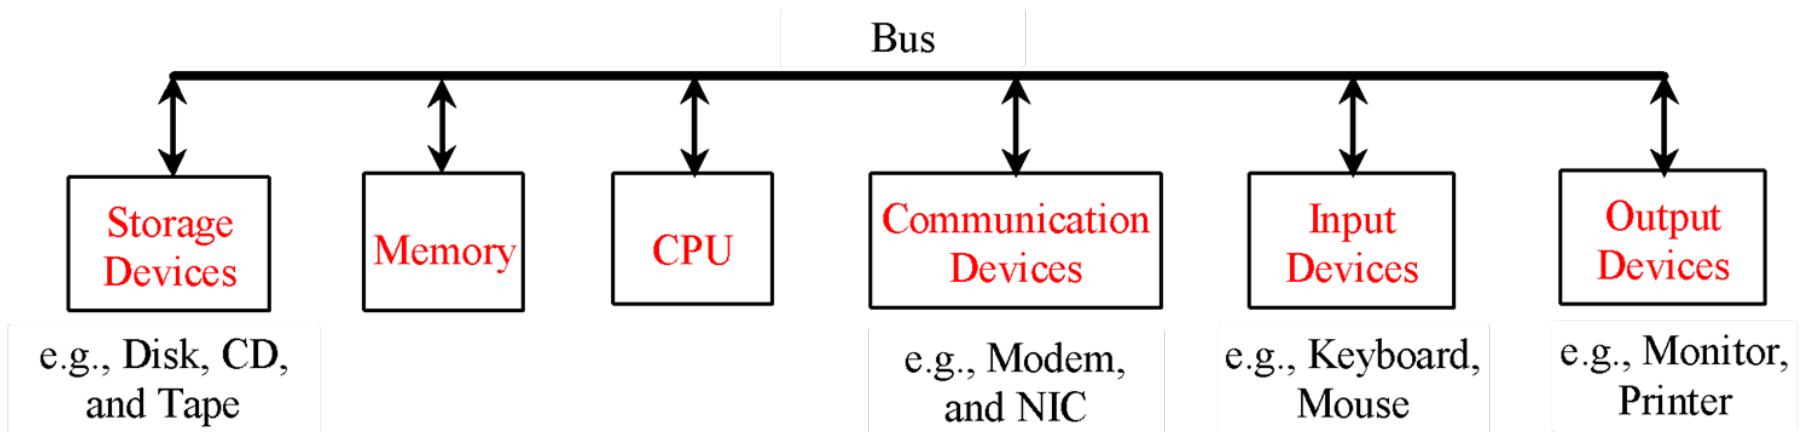 Bus
Storage
Devices
Memory
CPU
Communication
Devices
Input
Devices
Output
Devices
e.g., Disk, CD,
and Tape
e.g., Modem,
and NIC
e.g., Keyboard,
Mouse
e.g., Monitor,
Printer